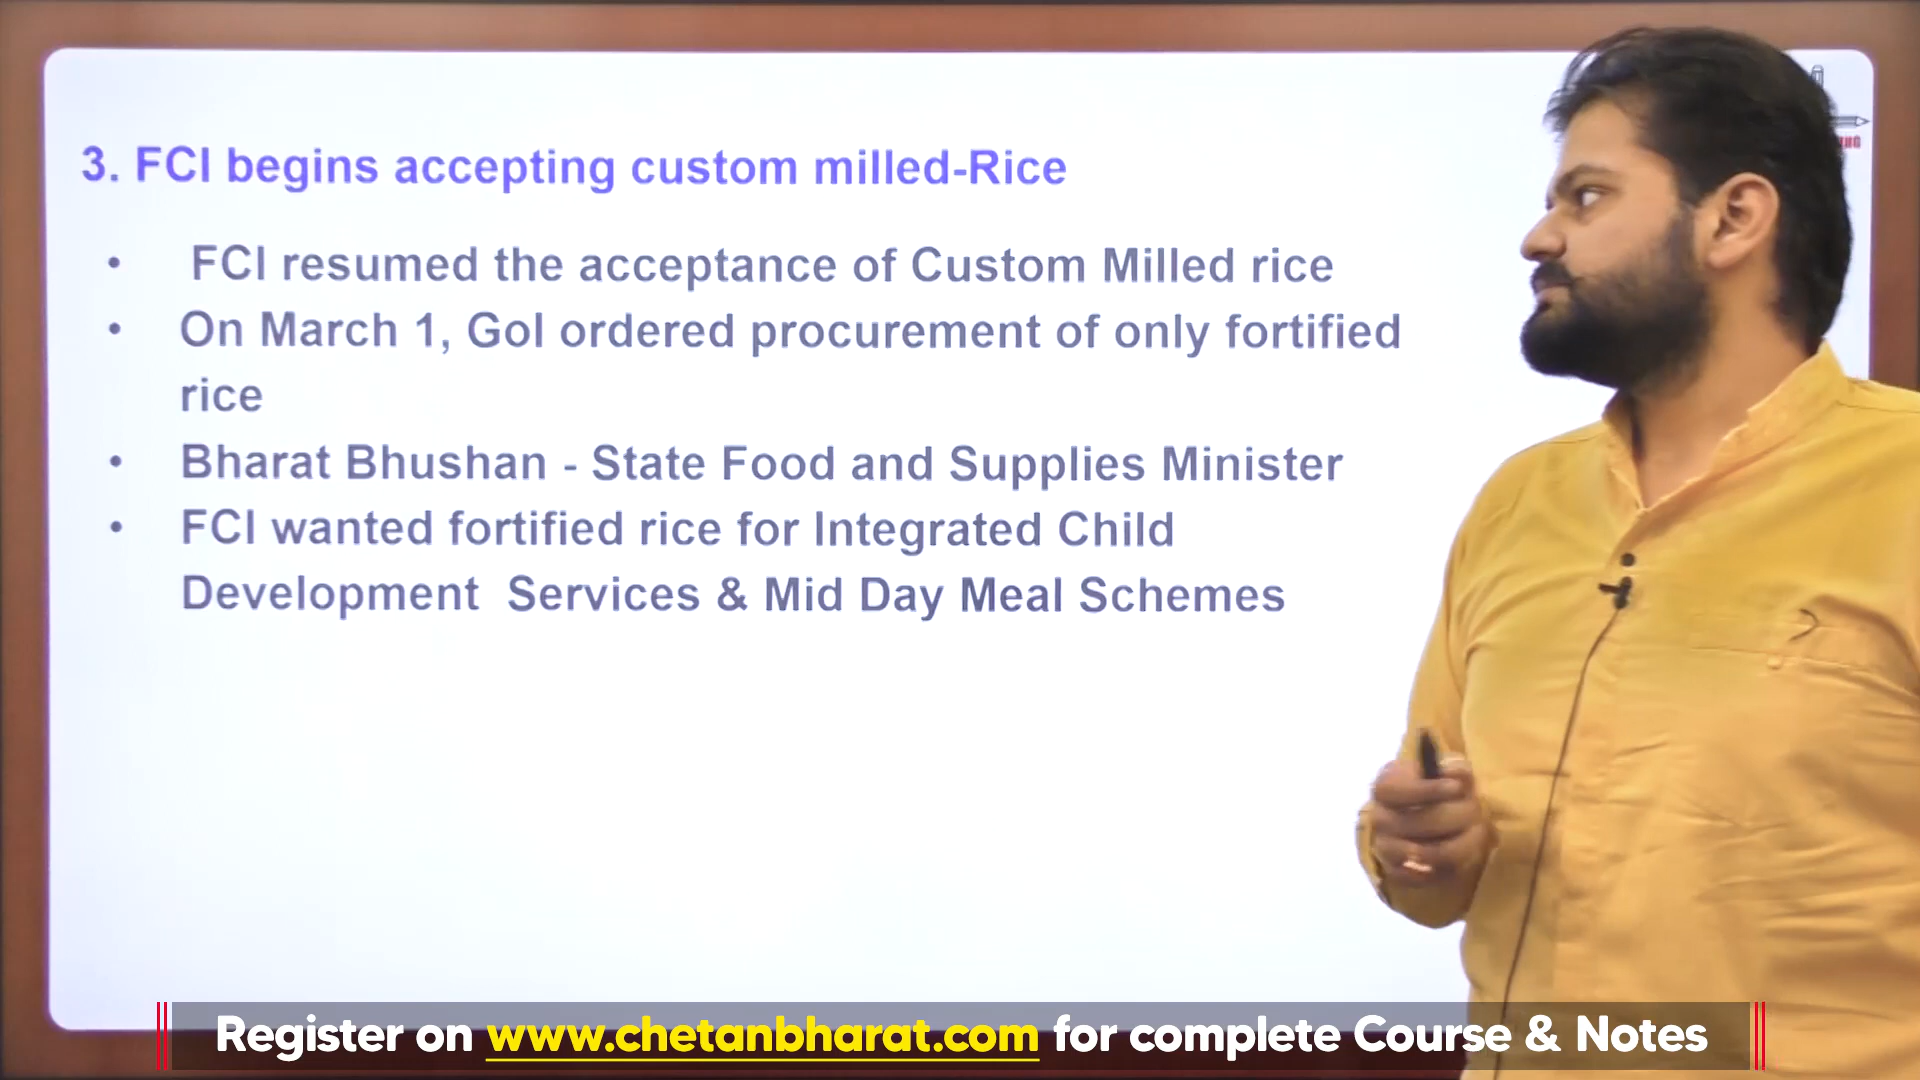 3. FCI begins accepting custom milled-Rice
• FCI resumed the acceptance of Custom Milled rice
• On March 1, GoI ordered procurement of only fortified
rice
• Bharat Bhushan - State Food and Supplies Minister
• FCI wanted fortified rice for Integrated Child
Development Services & Mid Day Meal Schemes
Register on www.chetanbharat.com for complete Course & Notes